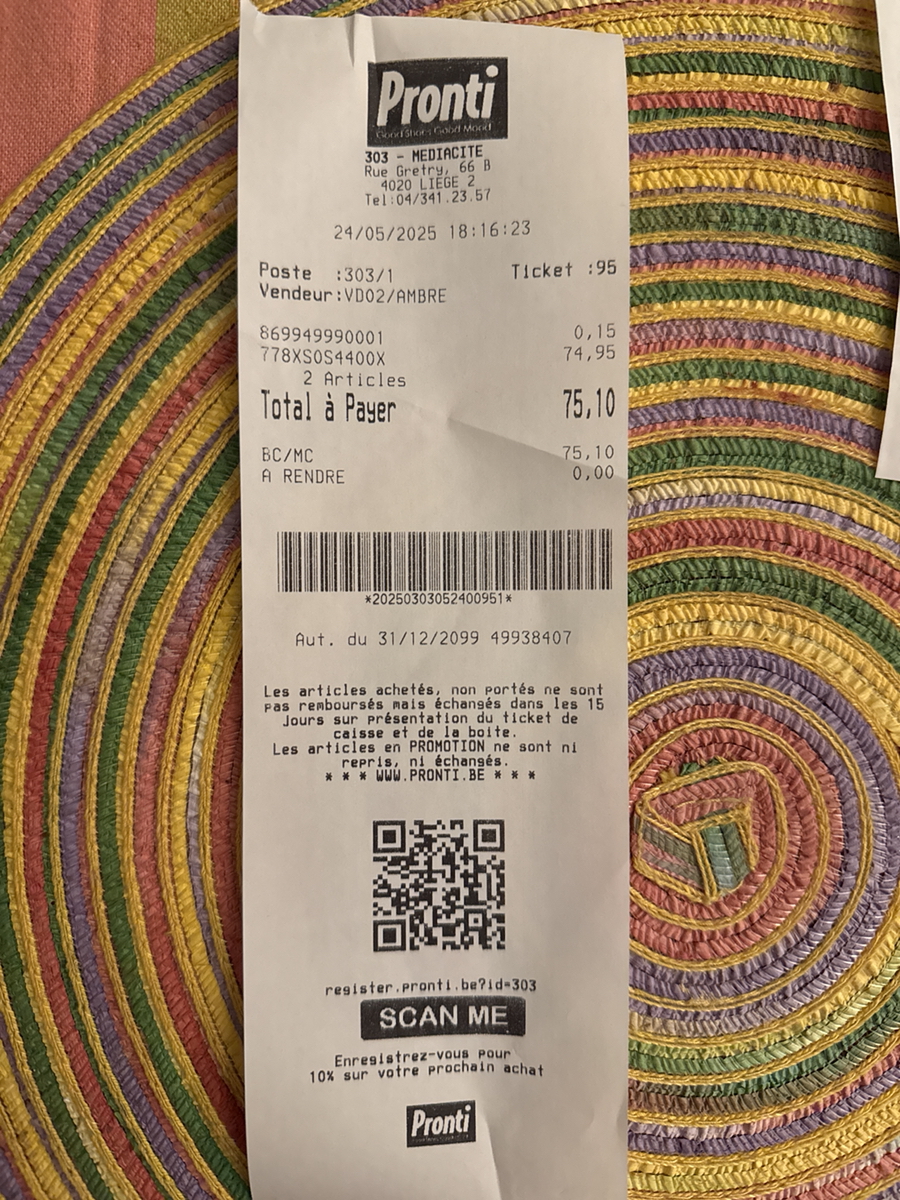 Pronti
Good Shoes Good Mood
303 - MEDIACITE
Rue Gretry, 66 B
4020 LIEGE 2
Tel:04/341.23.57
24/05/2025 18:16:23
Poste :303/1 Ticket :95
Vendeur:VD02/AMBRE
869949990001 0,15
778XS0S4400X 74,95
2 Articles
Total à Payer 75,10
BC/MC 75,10
A RENDRE 0,00
*20250303052400951*
Aut. du 31/12/2099 49938407
Les articles achetés, non portés ne sont
pas remboursés mais échangés dans les 15
Jours sur présentation du ticket de
caisse et de la boite.
Les articles en PROMOTION ne sont ni
repris, ni échangés.
* * * WWW.PRONTI.BE * * *
register.pronti.be?id=303
SCAN ME
Enregistrez-vous pour
10% sur votre prochain achat
Pronti